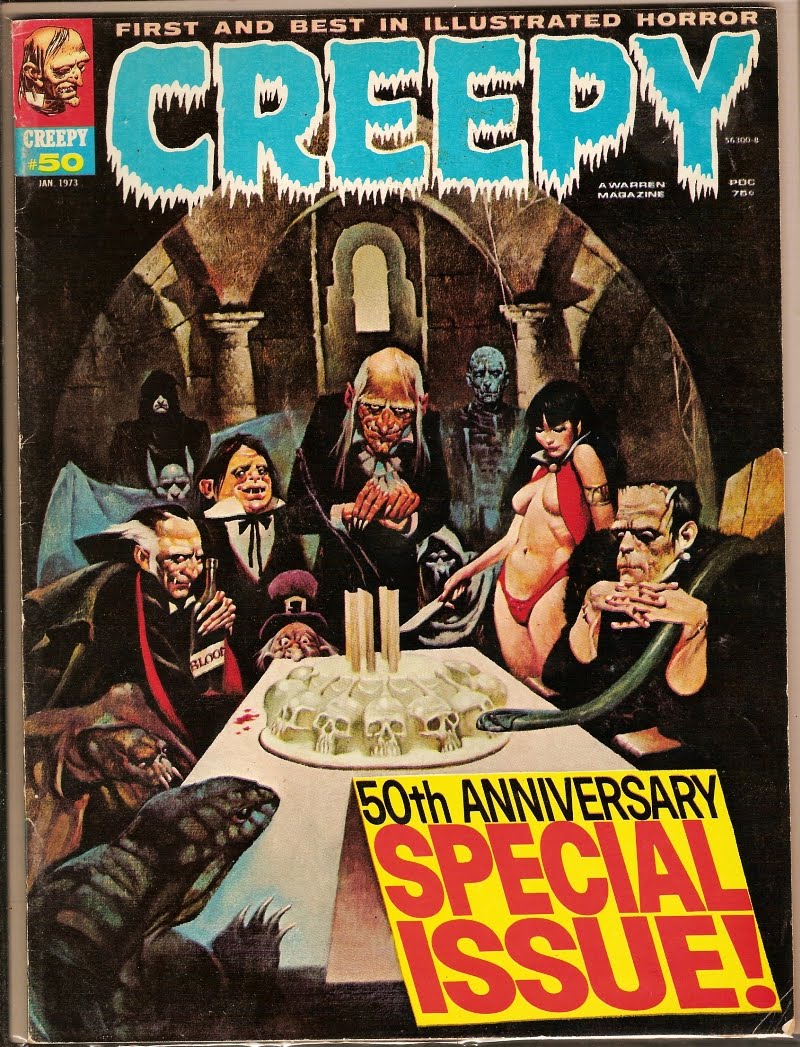 FIRST AND BEST IN ILLUSTRATED HORROR
CREEPY
CREEPY
#50
JAN. 1973
56300-8
A WARREN
MAGAZINE
PDC
75¢
BLOOD
50th ANNIVERSARY
SPECIAL
ISSUE!